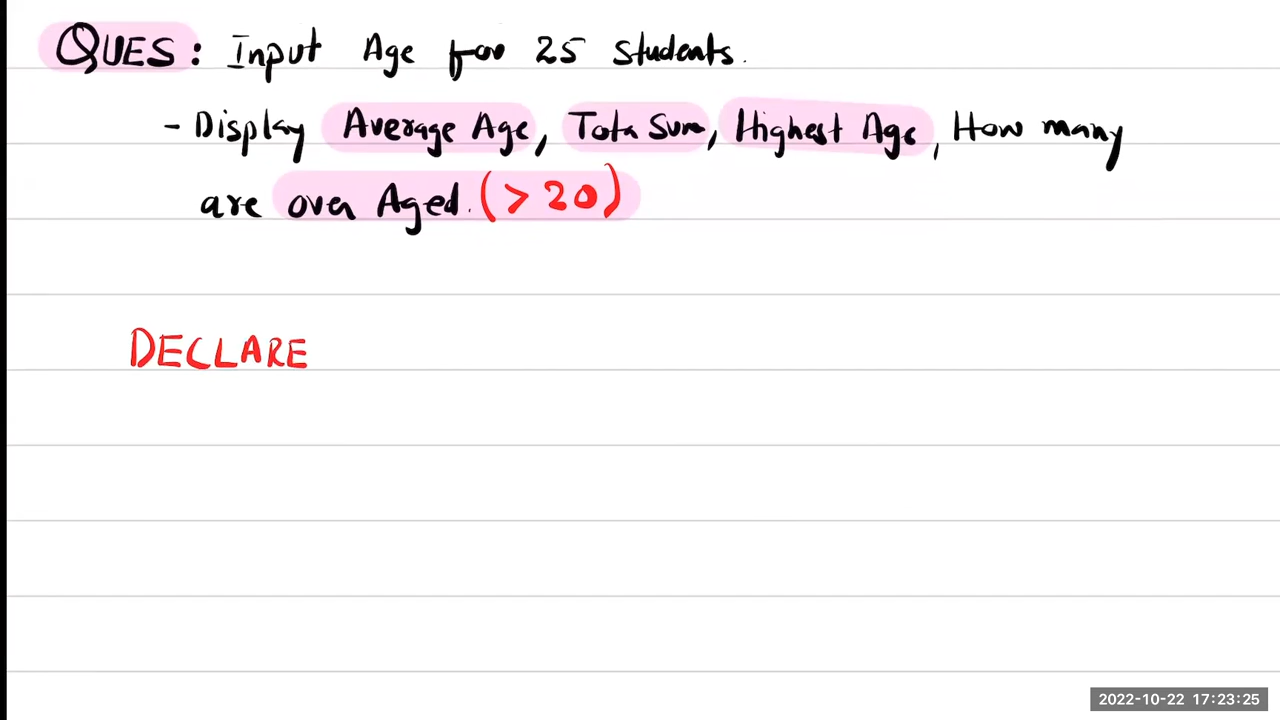 QUES: Input Age for 25 Students.
- Display Average Age, Tota Sum, Highest Age, How many
are over Aged. (> 20)
DECLARE
2022-10-22 17:23:25